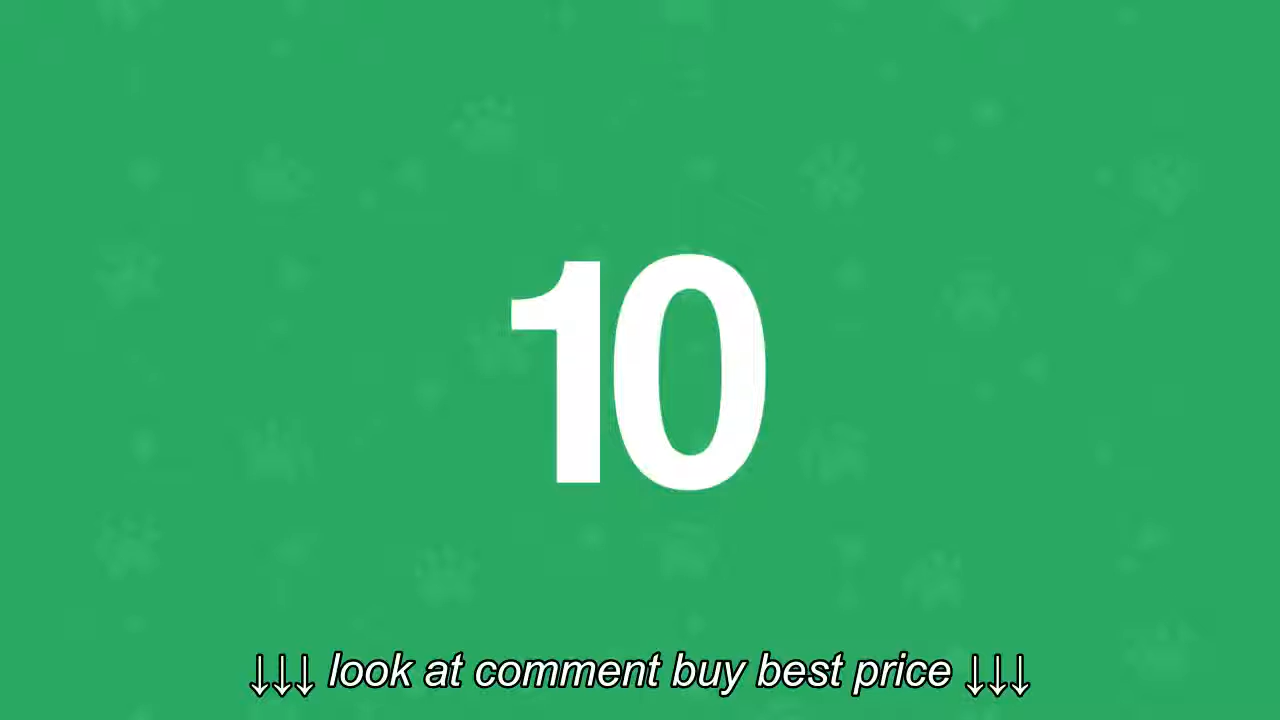 10
↓↓↓ look at comment buy best price ↓↓↓